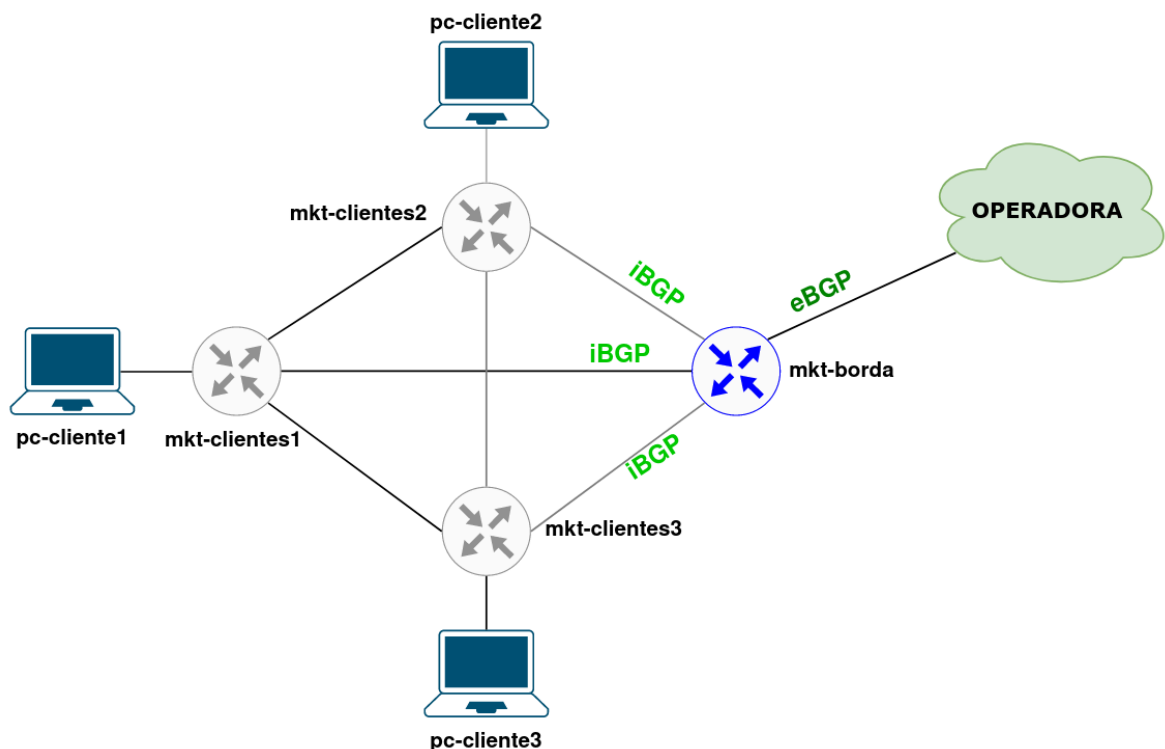 pc-cliente2
mkt-clientes2
OPERADORA
iBGP
eBGP
iBGP
mkt-borda
pc-cliente1
mkt-clientes1
iBGP
mkt-clientes3
pc-cliente3